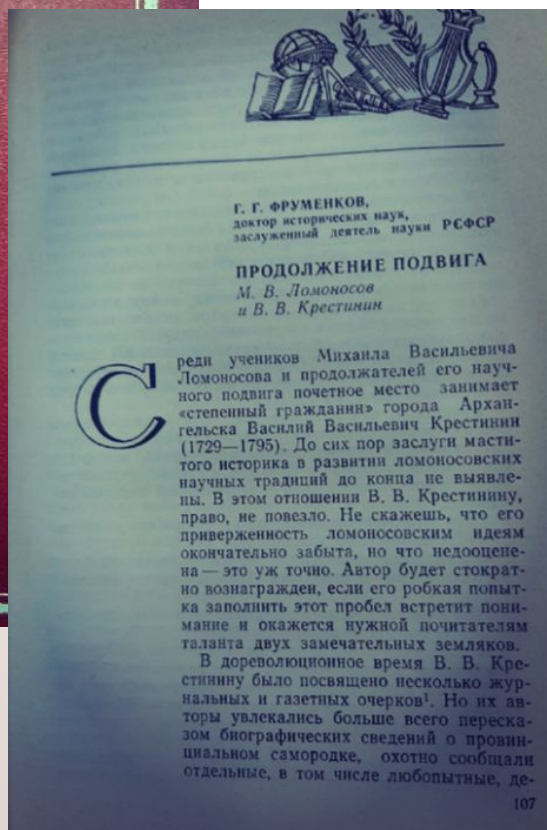 Г. Г. ФРУМЕНКОВ,
доктор исторических наук,
заслуженный деятель науки РСФСР
ПРОДОЛЖЕНИЕ ПОДВИГА
М. В. Ломоносов
и В. В. Крестинин
Среди учеников Михаила Васильевича
Ломоносова и продолжателей его науч-
ного подвига почетное место занимает
«степенный гражданин» города Архан-
гельска Василий Васильевич Крестинин
(1729—1795). До сих пор заслуги масти-
того историка в развитии ломоносовских
научных традиций до конца не выявле-
ны. В этом отношении В. В. Крестинину,
право, не повезло. Не скажешь, что его
приверженность ломоносовским идеям
окончательно забыта, но что недооцене-
на — это уж точно. Автор будет стократ-
но вознагражден, если его робкая попыт-
ка заполнить этот пробел встретит пони-
мание и окажется нужной почитателям
таланта двух замечательных земляков.
В дореволюционное время В. В. Кре-
стинину было посвящено несколько жур-
нальных и газетных очерков¹. Но их ав-
торы увлекались больше всего переска-
зом биографических сведений о провин-
циальном самородке, охотно сообщали
отдельные, в том числе любопытные, де-
107